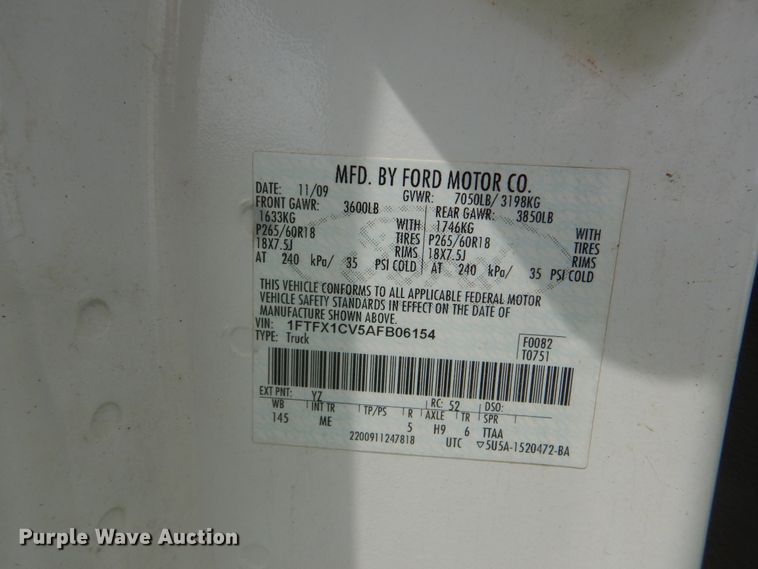 MFD. BY FORD MOTOR CO.
DATE: 11/09 GVWR: 7050LB/ 3198KG
FRONT GAWR: 3600LB REAR GAWR: 3850LB
1633KG WITH 1746KG WITH
P265/60R18 TIRES P265/60R18 TIRES
18X7.5J RIMS 18X7.5J RIMS
AT 240 kPa/ 35 PSI COLD AT 240 kPa/ 35 PSI COLD
THIS VEHICLE CONFORMS TO ALL APPLICABLE FEDERAL MOTOR
VEHICLE SAFETY STANDARDS IN EFFECT ON THE DATE OF
MANUFACTURE SHOWN ABOVE.
VIN: 1FTFX1CV5AFB06154 F0082
TYPE: Truck T0751
EXT PNT: YZ RC: 52 DSO:
WB INT TR TP/PS R AXLE TR SPR
145 ME 5 H9 6 TTAA
2200911247818 UTC ▽5U5A-1520472-BA
Purple Wave Auction